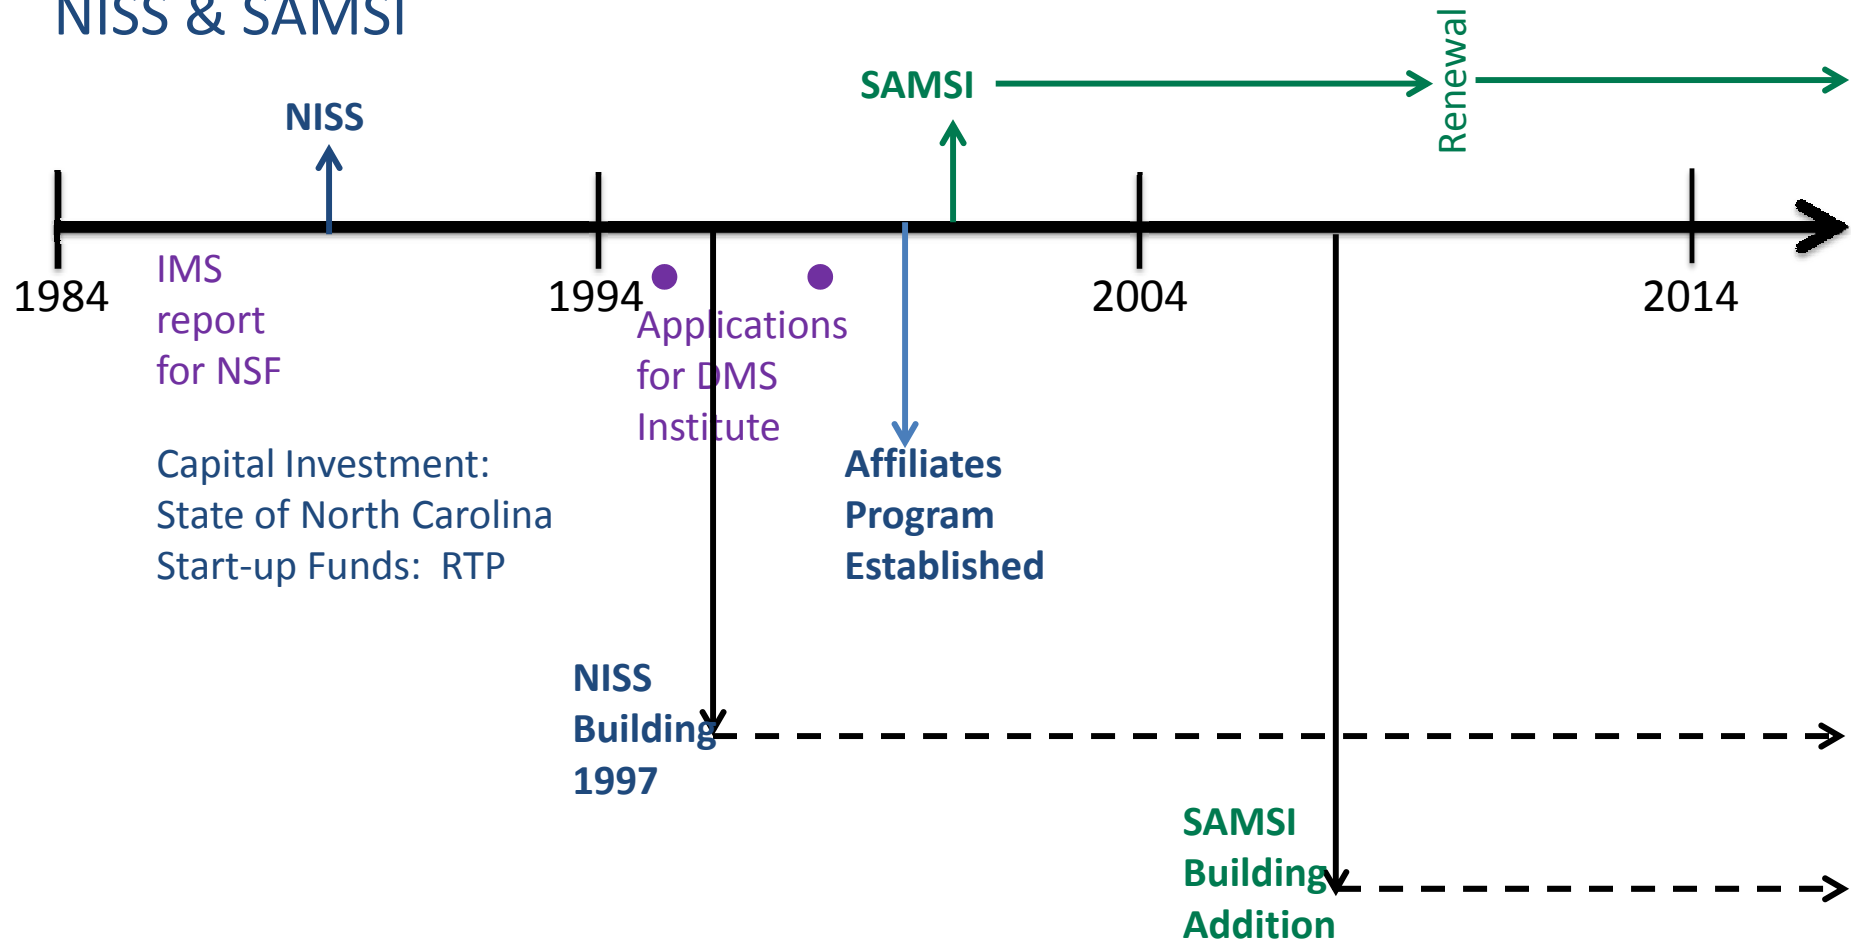 NISS & SAMSI
NISS
SAMSI
Renewal
1984
1994
2004
2014
IMS
report
for NSF
Applications
for DMS
Institute
Capital Investment:
State of North Carolina
Start-up Funds:  RTP
Affiliates
Program
Established
NISS
Building
1997
SAMSI
Building
Addition